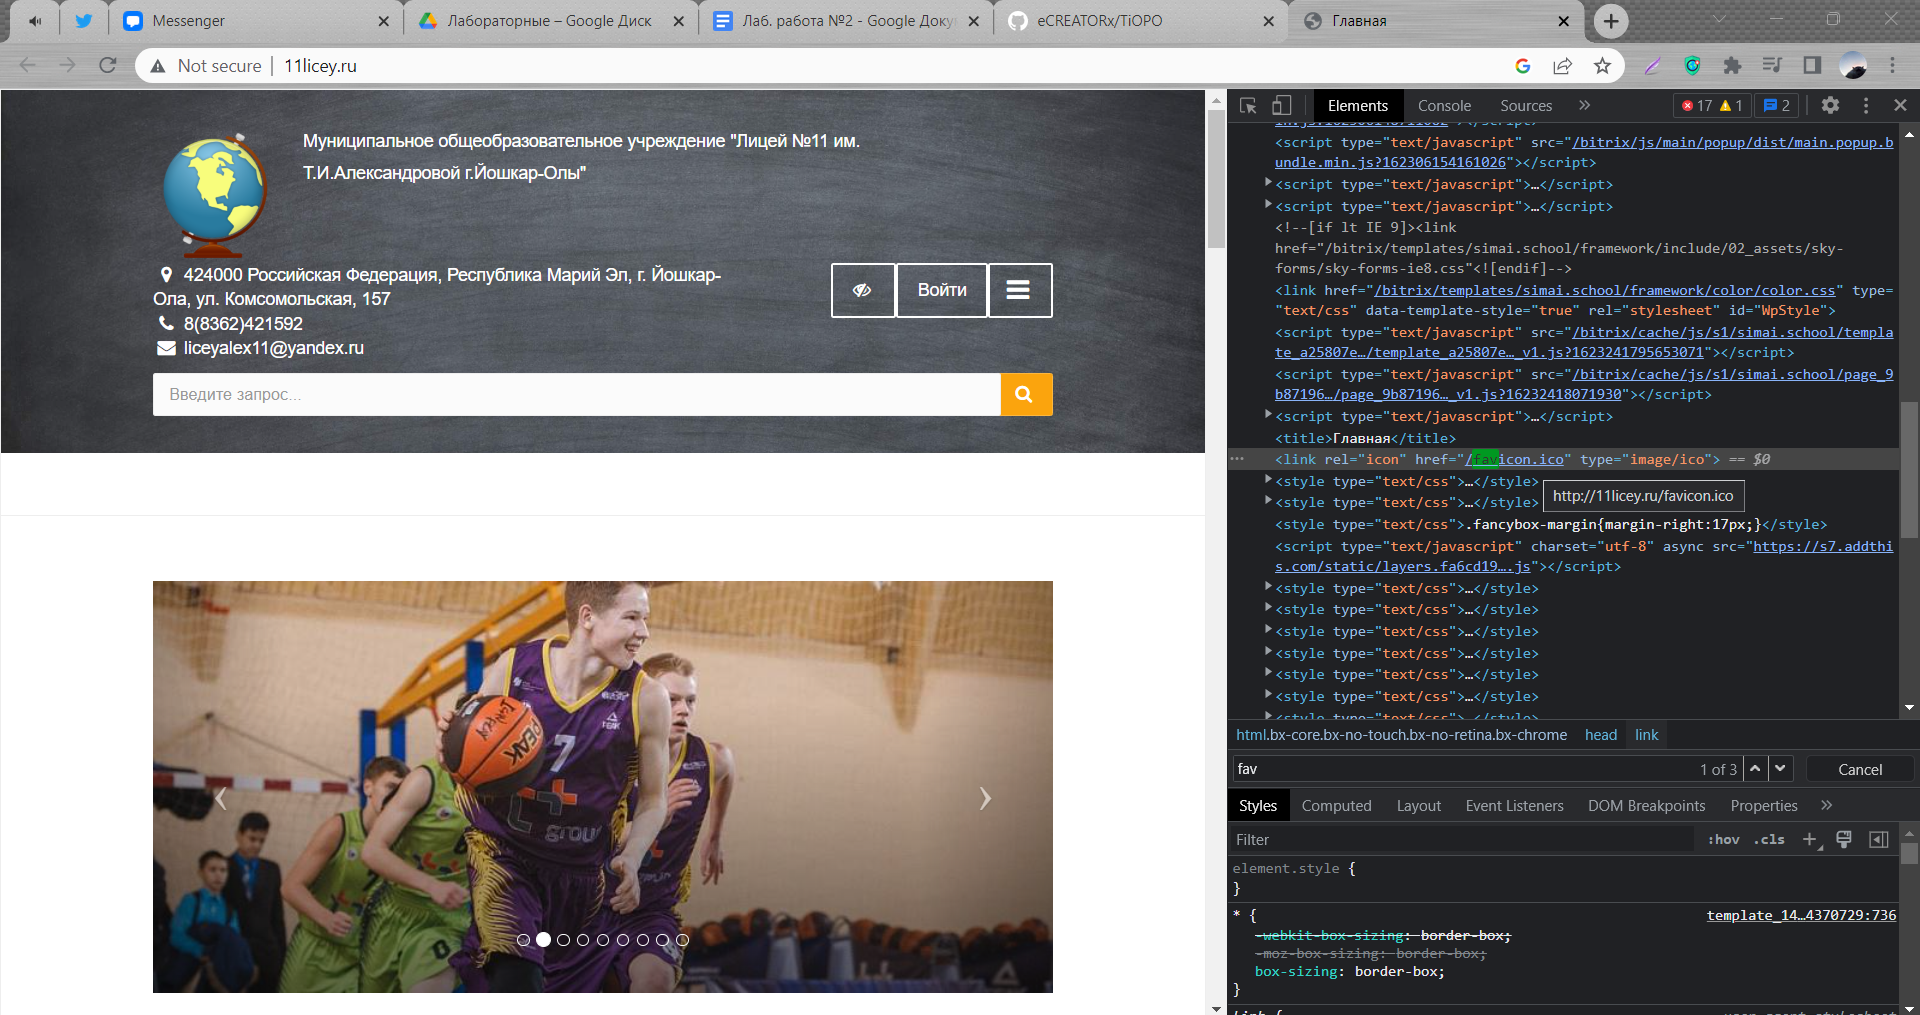 Messenger
Лабораторные – Google Диск
Лаб. работа №2 - Google Доку
eCREATORx/TiOPO
Главная
Not secure
11licey.ru
Муниципальное общеобразовательное учреждение "Лицей №11 им.
Т.И.Александровой г.Йошкар-Олы"
424000 Российская Федерация, Республика Марий Эл, г. Йошкар-
Ола, ул. Комсомольская, 157
8(8362)421592
liceyalex11@yandex.ru
Войти
Введите запрос...
PEAK
7
group
Elements Console Sources »
17 1 2
<script type="text/javascript" src="/bitrix/js/main/popup/dist/main.popup.b
undle.min.js?162306154161026"></script>
<script type="text/javascript">…</script>
<script type="text/javascript">…</script>
<!--[if lt IE 9]><link
href="/bitrix/templates/simai.school/framework/include/02_assets/sky-
forms/sky-forms-ie8.css"<![endif]-->
<link href="/bitrix/templates/simai.school/framework/color/color.css" type=
"text/css" data-template-style="true" rel="stylesheet" id="WpStyle">
<script type="text/javascript" src="/bitrix/cache/js/s1/simai.school/templa
te_a25807e…/template_a25807e…_v1.js?1623241795653071"></script>
<script type="text/javascript" src="/bitrix/cache/js/s1/simai.school/page_9
b87196…/page_9b87196…_v1.js?16232418071930"></script>
<script type="text/javascript">…</script>
<title>Главная</title>
<link rel="icon" href="/favicon.ico" type="image/ico"> == $0
<style type="text/css">…</style>
http://11licey.ru/favicon.ico
<style type="text/css">…</style>
<style type="text/css">.fancybox-margin{margin-right:17px;}</style>
<script type="text/javascript" charset="utf-8" async src="https://s7.addthi
s.com/static/layers.fa6cd19….js"></script>
<style type="text/css">…</style>
<style type="text/css">…</style>
<style type="text/css">…</style>
<style type="text/css">…</style>
<style type="text/css">…</style>
<style type="text/css">…</style>
html.bx-core.bx-no-touch.bx-no-retina.bx-chrome head link
fav
1 of 3
Cancel
Styles Computed Layout Event Listeners DOM Breakpoints Properties »
Filter
:hov .cls +
element.style {
}
* {
template_14…4370729:736
-webkit-box-sizing: border-box;
-moz-box-sizing: border-box;
box-sizing: border-box;
}